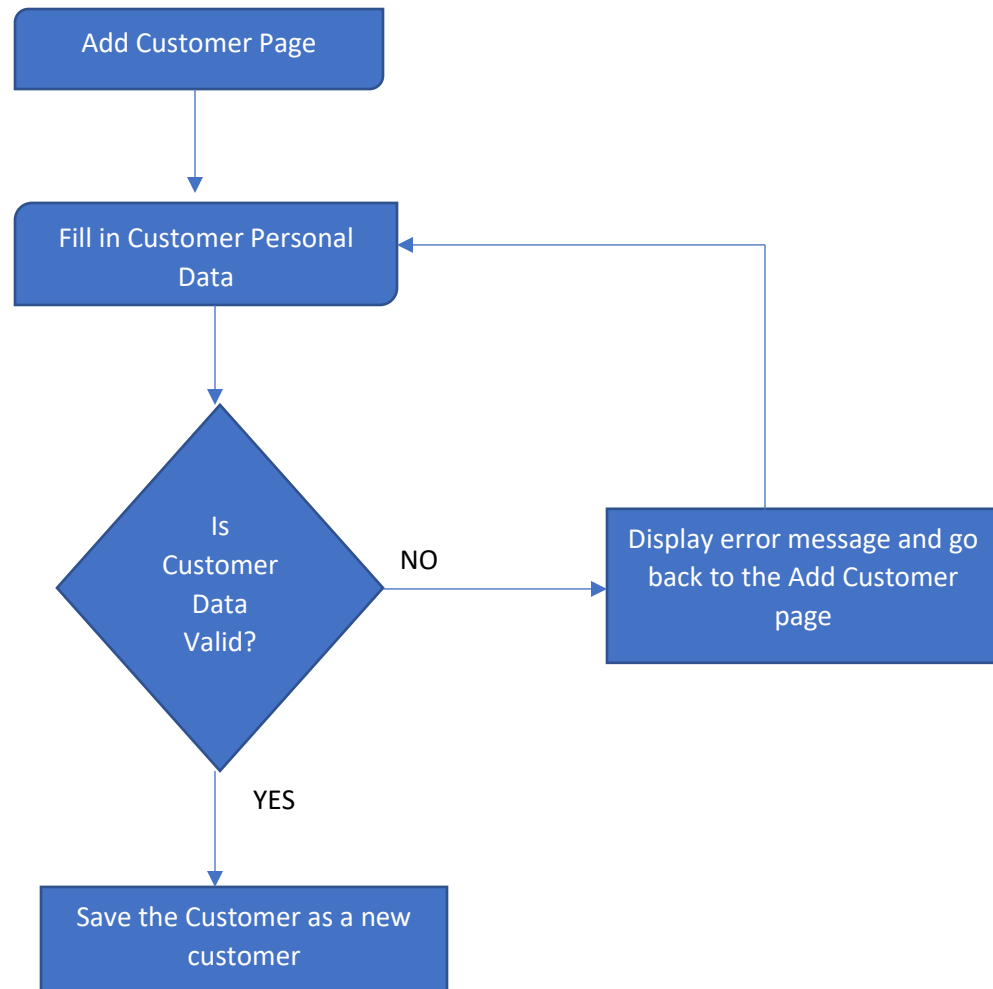 Add Customer Page
Fill in Customer Personal
Data
Is
Customer
Data
Valid?
NO
Display error message and go
back to the Add Customer
page
YES
Save the Customer as a new
customer